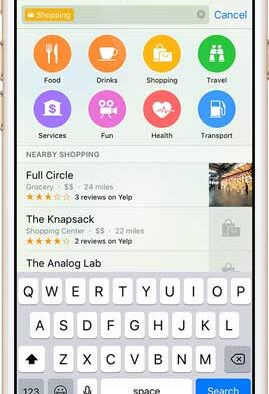 Shopping Cancel
Food Drinks Shopping Travel
Services Fun Health Transport
NEARBY SHOPPING
Full Circle
Grocery · $$ · 24 miles
3 reviews on Yelp
The Knapsack
Shopping Center · $$ · 22 miles
2 reviews on Yelp
The Analog Lab
Q W E R T Y U I O P
A S D F G H J K L
Z X C V B N M
123 space Search